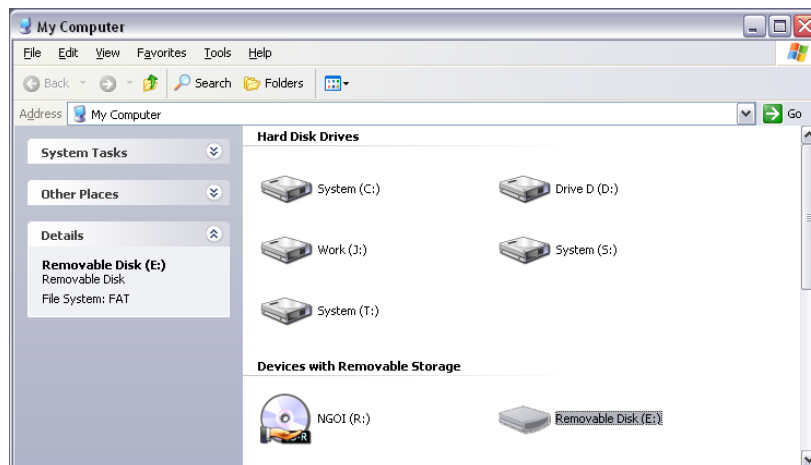 My Computer
File Edit View Favorites Tools Help
Back Search Folders
Address My Computer Go
System Tasks
Other Places
Details
Removable Disk (E:)
Removable Disk
File System: FAT
Hard Disk Drives
System (C:) Drive D (D:)
Work (J:) System (S:)
System (T:)
Devices with Removable Storage
NGOI (R:) Removable Disk (E:)